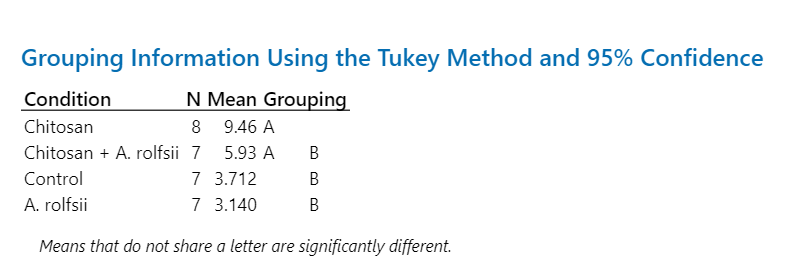 Grouping Information Using the Tukey Method and 95% Confidence
Condition N Mean Grouping
Chitosan 8 9.46 A
Chitosan + A. rolfsii 7 5.93 A B
Control 7 3.712 B
A. rolfsii 7 3.140 B
Means that do not share a letter are significantly different.